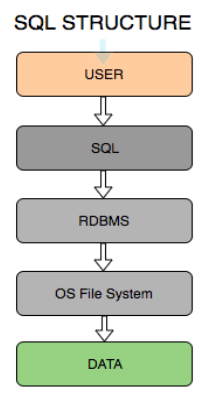 SQL STRUCTURE
USER
SQL
RDBMS
OS File System
DATA